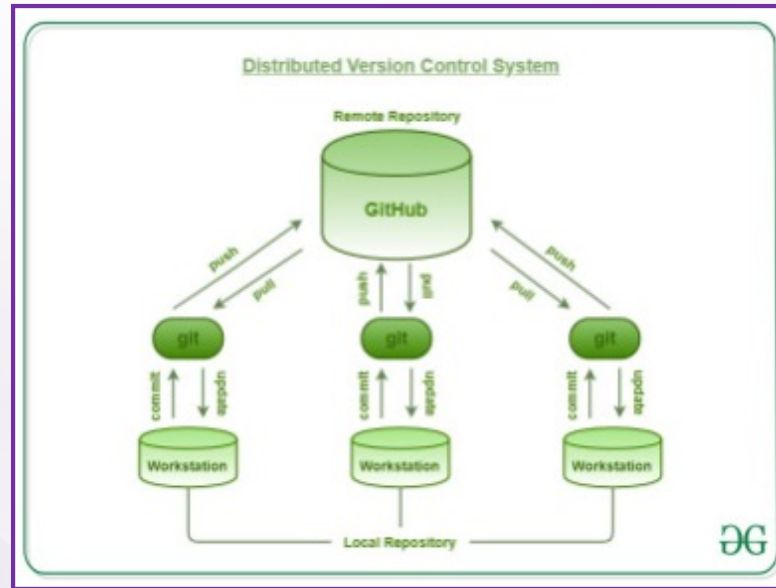 Distributed Version Control System
Remote Repository
GitHub
push
pull
push
pull
push
pull
git
git
git
commit
update
commit
update
commit
update
Workstation
Workstation
Workstation
Local Repository